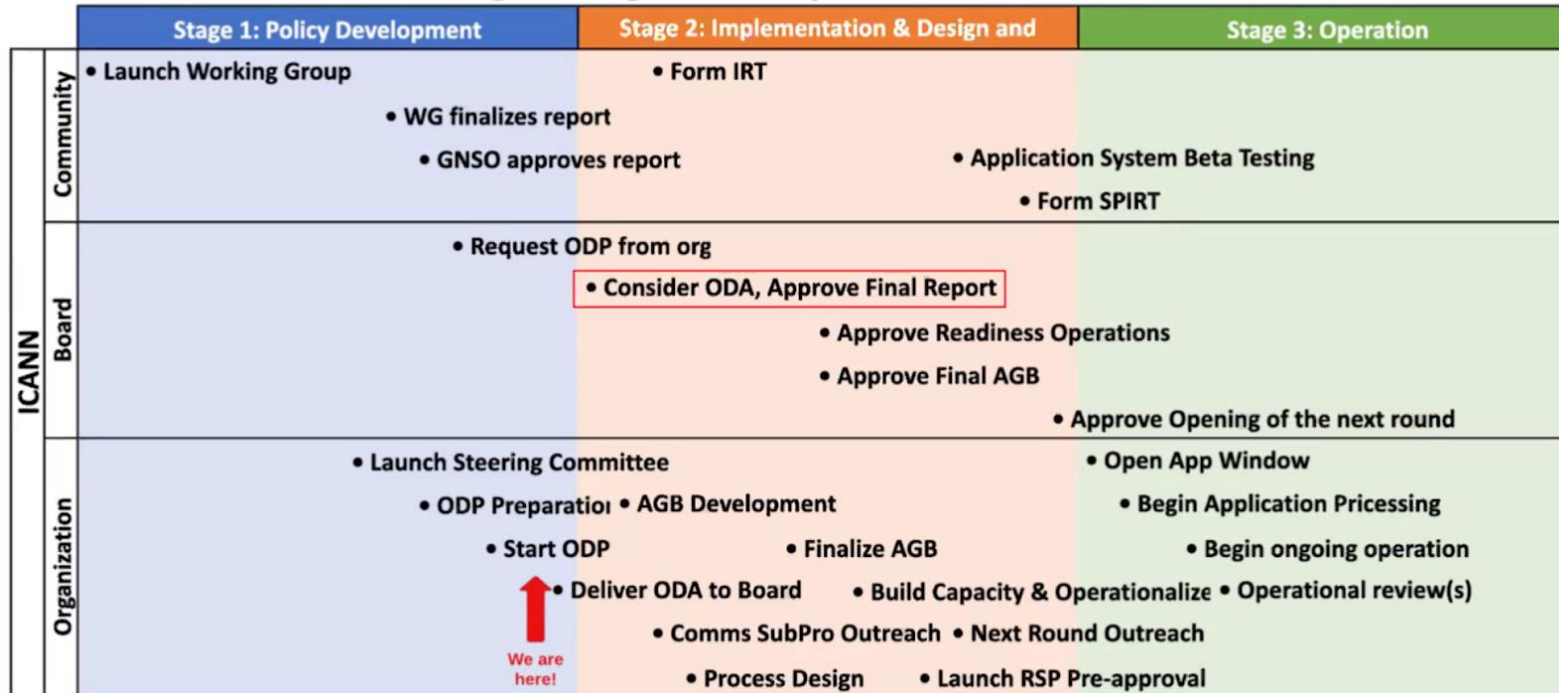 Stage 1: Policy Development
Stage 2: Implementation & Design and
Stage 3: Operation
ICANN
Community
• Launch Working Group
• Form IRT
• WG finalizes report
• GNSO approves report
• Application System Beta Testing
• Form SPIRT
Board
• Request ODP from org
• Consider ODA, Approve Final Report
• Approve Readiness Operations
• Approve Final AGB
• Approve Opening of the next round
Organization
• Launch Steering Committee
• Open App Window
• ODP Preparation
• AGB Development
• Begin Application Pricessing
• Start ODP
• Finalize AGB
• Begin ongoing operation
• Deliver ODA to Board
• Build Capacity & Operationalize
• Operational review(s)
• Comms SubPro Outreach
• Next Round Outreach
We are
here!
• Process Design
• Launch RSP Pre-approval